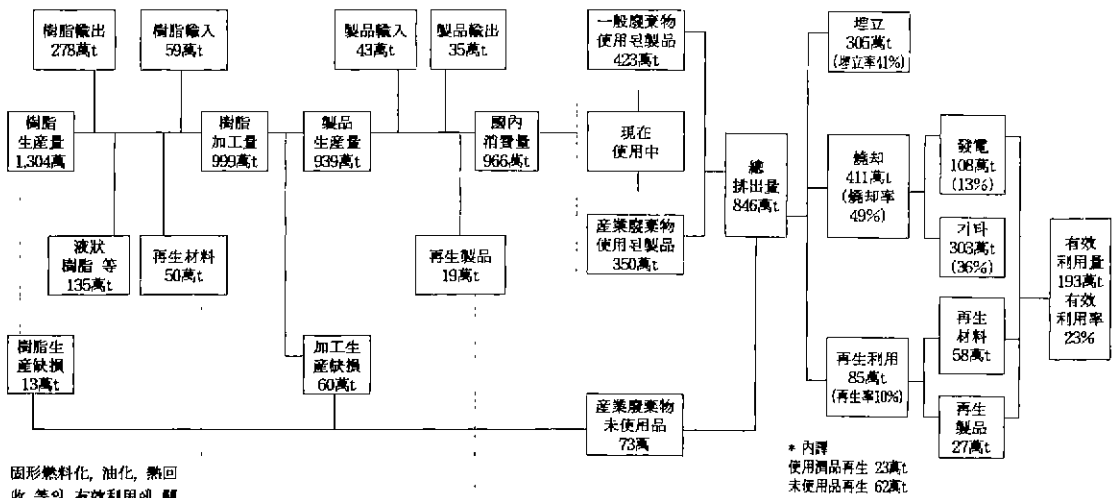 樹脂輸出
278萬t
樹脂輸入
59萬t
製品輸入
43萬t
製品輸出
35萬t
一般廢棄物
使用된製品
423萬t
埋立
305萬t
(埋立率41%)
樹脂
生産量
1,304萬
樹脂
加工量
999萬t
製品
生産量
939萬t
國內
消費量
966萬t
現在
使用中
總
排出量
846萬t
燒却
411萬t
(燒却率
49%)
發電
108萬t
(13%)
기타
303萬t
(36%)
液狀
樹脂 等
135萬t
再生材料
50萬t
再生製品
19萬t
産業廢棄物
使用된製品
350萬t
有效
利用量
193萬t
有效
利用率
23%
樹脂生
産缺損
13萬t
加工生
産缺損
60萬t
産業廢棄物
未使用品
73萬
再生利用
85萬t
(再生率10%)
再生
材料
58萬t
再生
製品
27萬t
* 內譯
使用濟品再生 23萬t
未使用品再生 62萬t
固形燃料化, 油化, 熱回
收 等의 有效利用에